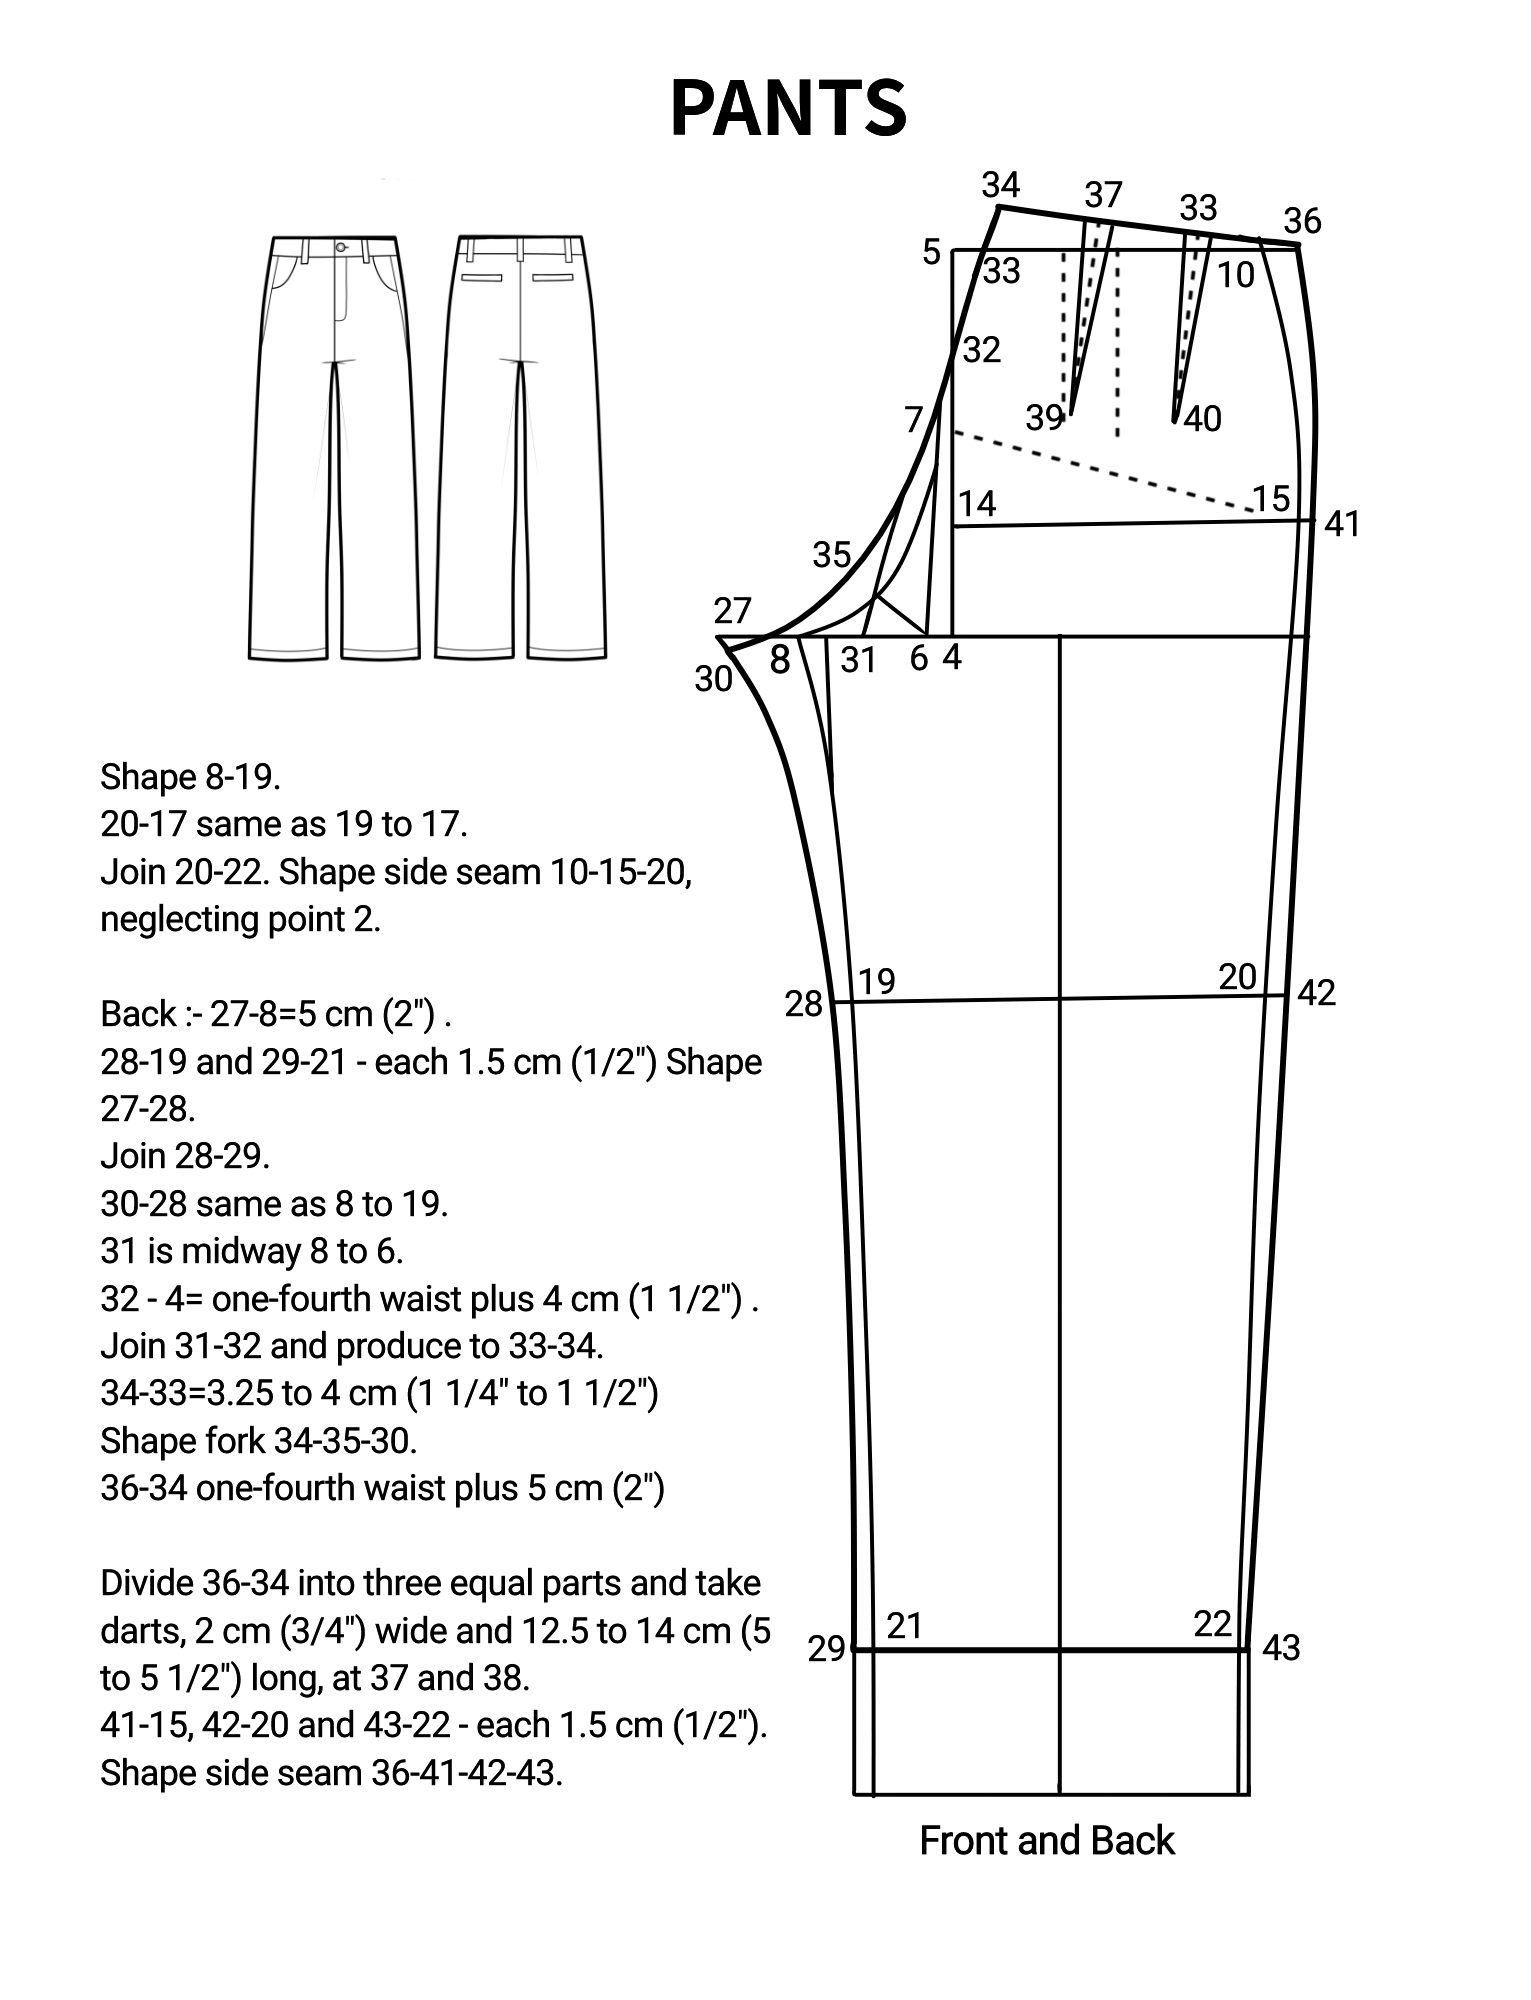 PANTS
34
37
33
36
5
33
10
32
7
39
40
14
15
41
35
27
8
31
6
4
30
Shape 8-19.
20-17 same as 19 to 17.
Join 20-22. Shape side seam 10-15-20,
neglecting point 2.
19
20
28
42
Back :- 27-8=5 cm (2") .
28-19 and 29-21 - each 1.5 cm (1/2") Shape
27-28.
Join 28-29.
30-28 same as 8 to 19.
31 is midway 8 to 6.
32 - 4= one-fourth waist plus 4 cm (1 1/2") .
Join 31-32 and produce to 33-34.
34-33=3.25 to 4 cm (1 1/4" to 1 1/2")
Shape fork 34-35-30.
36-34 one-fourth waist plus 5 cm (2")
Divide 36-34 into three equal parts and take
darts, 2 cm (3/4") wide and 12.5 to 14 cm (5
to 5 1/2") long, at 37 and 38.
41-15, 42-20 and 43-22 - each 1.5 cm (1/2").
Shape side seam 36-41-42-43.
29
21
22
43
Front and Back